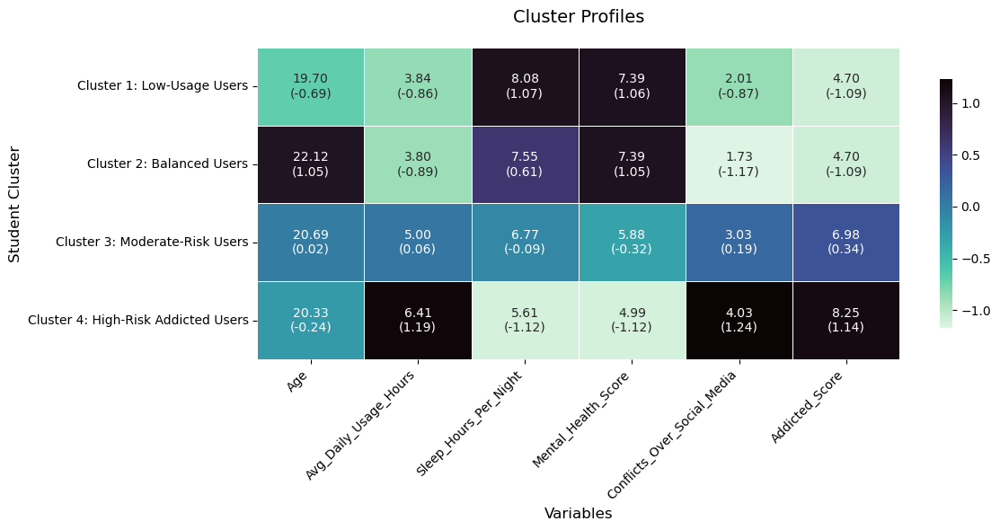 Cluster Profiles
Student Cluster
Cluster 1: Low-Usage Users
19.70 3.84 8.08 7.39 2.01 4.70
(-0.69) (-0.86) (1.07) (1.06) (-0.87) (-1.09)
Cluster 2: Balanced Users
22.12 3.80 7.55 7.39 1.73 4.70
(1.05) (-0.89) (0.61) (1.05) (-1.17) (-1.09)
Cluster 3: Moderate-Risk Users
20.69 5.00 6.77 5.88 3.03 6.98
(0.02) (0.06) (-0.09) (-0.32) (0.19) (0.34)
Cluster 4: High-Risk Addicted Users
20.33 6.41 5.61 4.99 4.03 8.25
(-0.24) (1.19) (-1.12) (-1.12) (1.24) (1.14)
1.0
0.5
0.0
−0.5
−1.0
Age
Avg_Daily_Usage_Hours
Sleep_Hours_Per_Night
Mental_Health_Score
Conflicts_Over_Social_Media
Addicted_Score
Variables